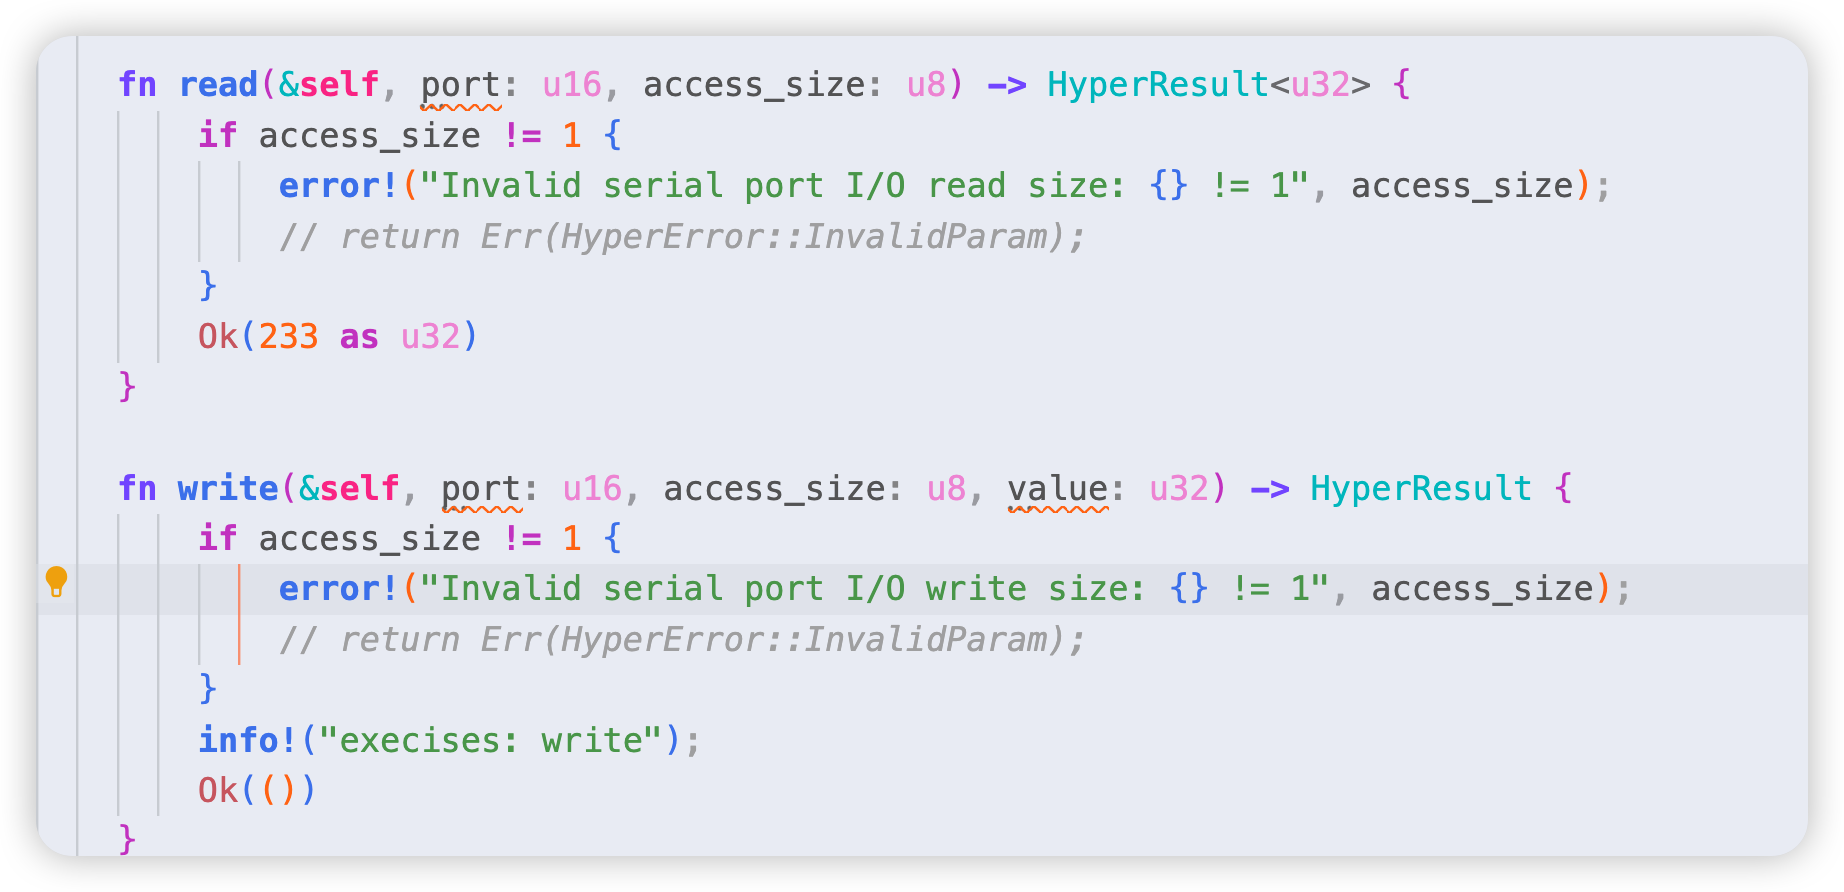 fn read(&self, port: u16, access_size: u8) -> HyperResult<u32> {
if access_size != 1 {
error!("Invalid serial port I/O read size: {} != 1", access_size);
// return Err(HyperError::InvalidParam);
}
Ok(233 as u32)
}
fn write(&self, port: u16, access_size: u8, value: u32) -> HyperResult {
if access_size != 1 {
error!("Invalid serial port I/O write size: {} != 1", access_size);
// return Err(HyperError::InvalidParam);
}
info!("execises: write");
Ok(())
}